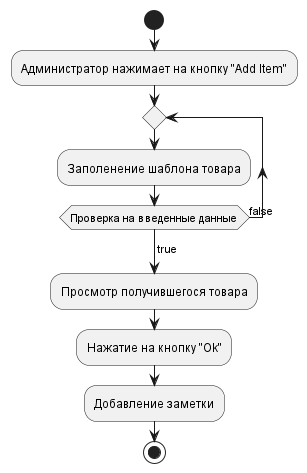 Администратор нажимает на кнопку "Add Item"
Заполенение шаблона товара
Проверка на введенные данные
false
true
Просмотр получившегося товара
Нажатие на кнопку "Ok"
Добавление заметки